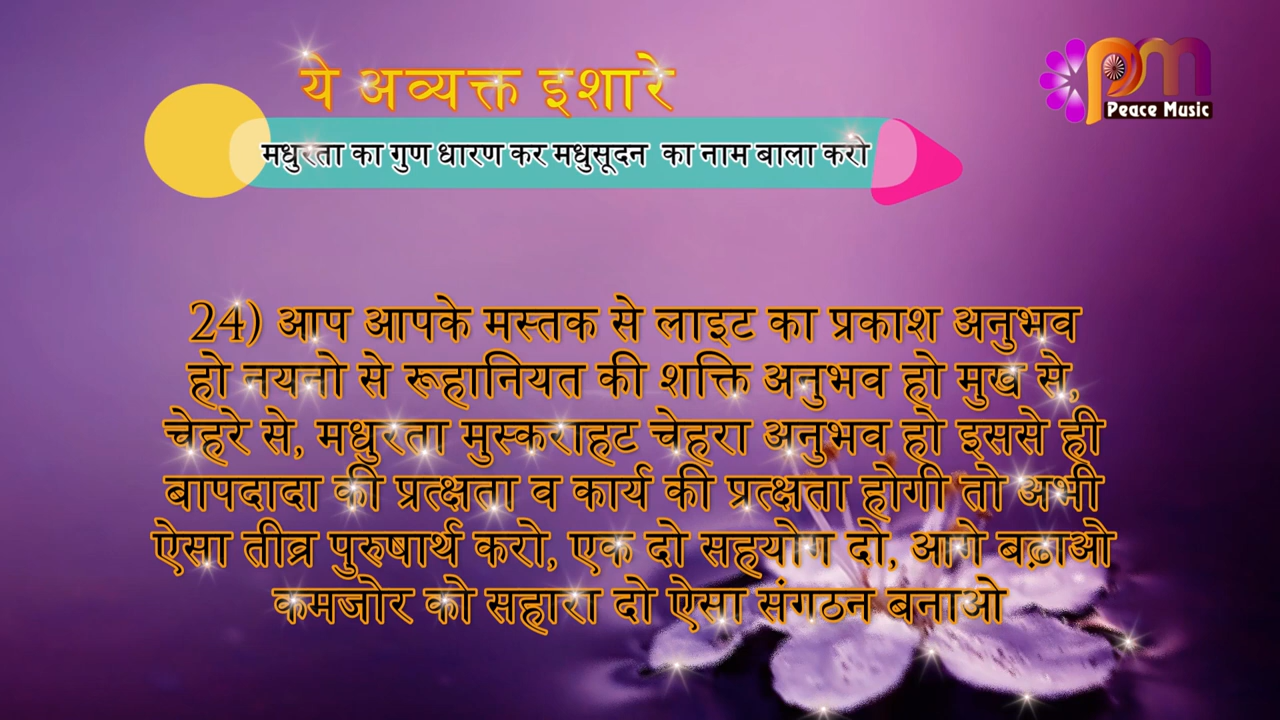 ये अव्यक्त इशारे
Peace Music
मधुरता का गुण धारण कर मधुसूदन का नाम बाला करो
24) आप आपके मस्तक से लाइट का प्रकाश अनुभव
हो नयनो से रूहानियत की शक्ति अनुभव हो मुख से,
चेहरे से, मधुरता मुस्कराहट चेहरा अनुभव हो इससे ही
बापदादा की प्रत्क्षता व कार्य की प्रत्क्षता होगी तो अभी
ऐसा तीव्र पुरुषार्थ करो, एक दो सहयोग दो, आगे बढ़ाओ
कमजोर को सहारा दो ऐसा संगठन बनाओ